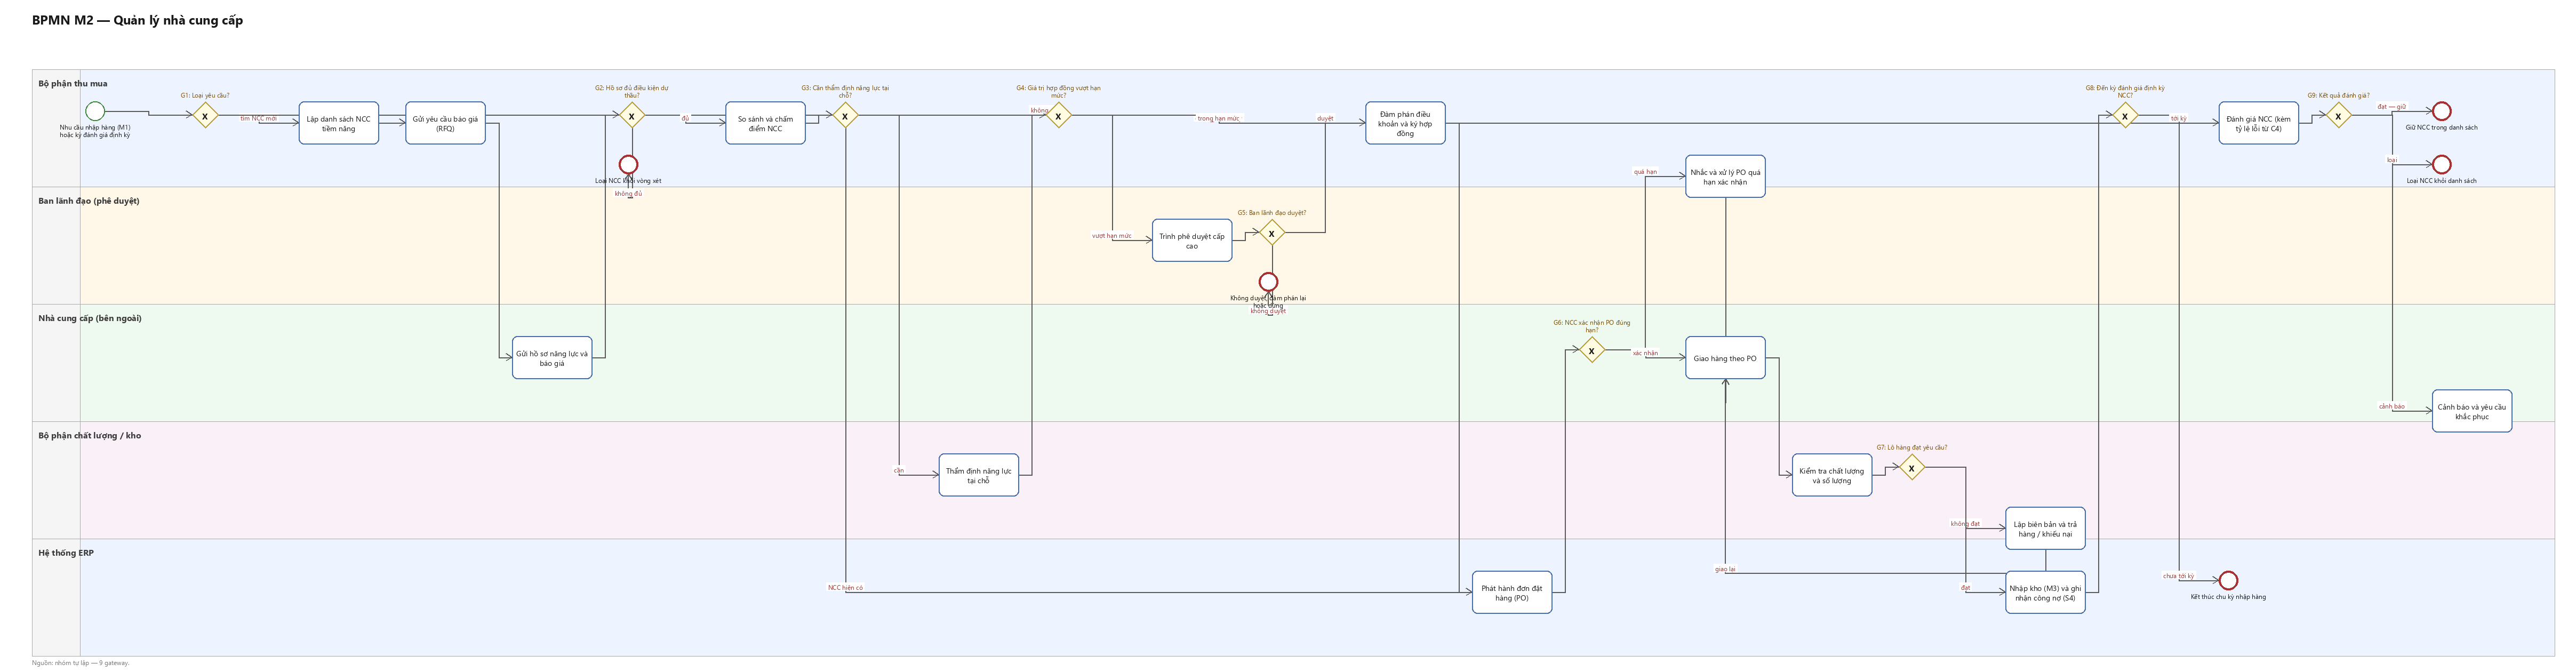 BPMN M2 — Quản lý nhà cung cấp
Bộ phận thu mua
Nhu cầu nhập hàng (M1)
hoặc kỳ đánh giá định kỳ
G1: Loại yêu cầu?
X
tìm NCC mới
Lập danh sách NCC
tiềm năng
Gửi yêu cầu báo giá
(RFQ)
G2: Hồ sơ đủ điều kiện dự
thầu?
X
Loại NCC khỏi vòng xét
không đủ
đủ
So sánh và chấm
điểm NCC
G3: Cần thẩm định năng lực tại
chỗ?
X
không
G4: Giá trị hợp đồng vượt hạn
mức?
X
trong hạn mức
duyệt
Đàm phán điều
khoản và ký hợp
đồng
quá hạn
Nhắc và xử lý PO quá
hạn xác nhận
G8: Đến kỳ đánh giá định kỳ
NCC?
X
tới kỳ
Đánh giá NCC (kèm
tỷ lệ lỗi từ C4)
G9: Kết quả đánh giá?
X
đạt — giữ
Giữ NCC trong danh sách
loại
Loại NCC khỏi danh sách
Ban lãnh đạo (phê duyệt)
vượt hạn mức
Trình phê duyệt cấp
cao
G5: Ban lãnh đạo duyệt?
X
Không duyệt, đàm phán lại
hoặc dừng
không duyệt
Nhà cung cấp (bên ngoài)
Gửi hồ sơ năng lực và
báo giá
G6: NCC xác nhận PO đúng
hạn?
X
xác nhận
Giao hàng theo PO
cảnh báo
Cảnh báo và yêu cầu
khắc phục
Bộ phận chất lượng / kho
cần
Thẩm định năng lực
tại chỗ
Kiểm tra chất lượng
và số lượng
G7: Lô hàng đạt yêu cầu?
X
không đạt
Lập biên bản và trả
hàng / khiếu nại
Hệ thống ERP
NCC hiện có
Phát hành đơn đặt
hàng (PO)
giao lại
đạt
Nhập kho (M3) và ghi
nhận công nợ (S4)
chưa tới kỳ
Kết thúc chu kỳ nhập hàng
Nguồn: nhóm tự lập — 9 gateway.